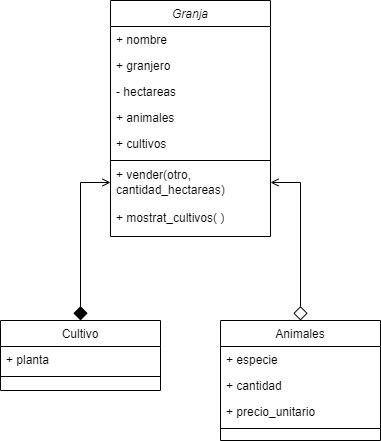 Granja
+ nombre
+ granjero
- hectareas
+ animales
+ cultivos
+ vender(otro,
cantidad_hectareas)
+ mostrat_cultivos( )
Cultivo
+ planta
Animales
+ especie
+ cantidad
+ precio_unitario